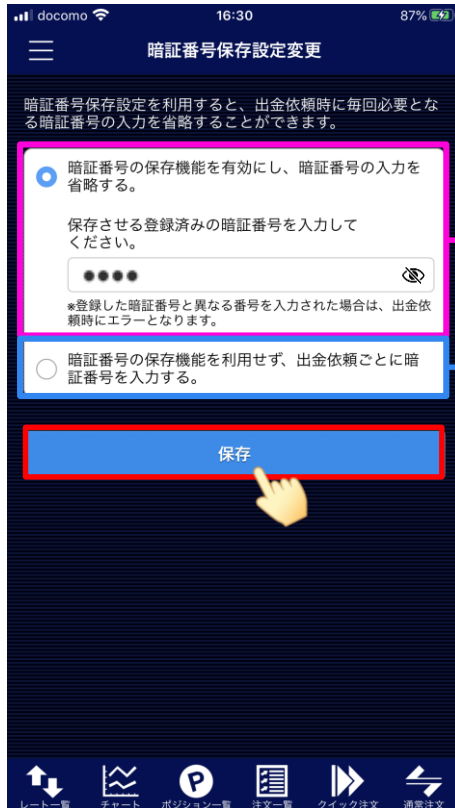 docomo 16:30 87%
暗証番号保存設定変更
暗証番号保存設定を利用すると、出金依頼時に毎回必要とな
る暗証番号の入力を省略することができます。
暗証番号の保存機能を有効にし、暗証番号の入力を
省略する。
保存させる登録済みの暗証番号を入力して
ください。
●●●●
※登録した暗証番号と異なる番号を入力された場合は、出金依
頼時にエラーとなります。
暗証番号の保存機能を利用せず、出金依頼ごとに暗
証番号を入力する。
保存
レート一覧 チャート ポジション一覧 注文一覧 クイック注文 通常注文